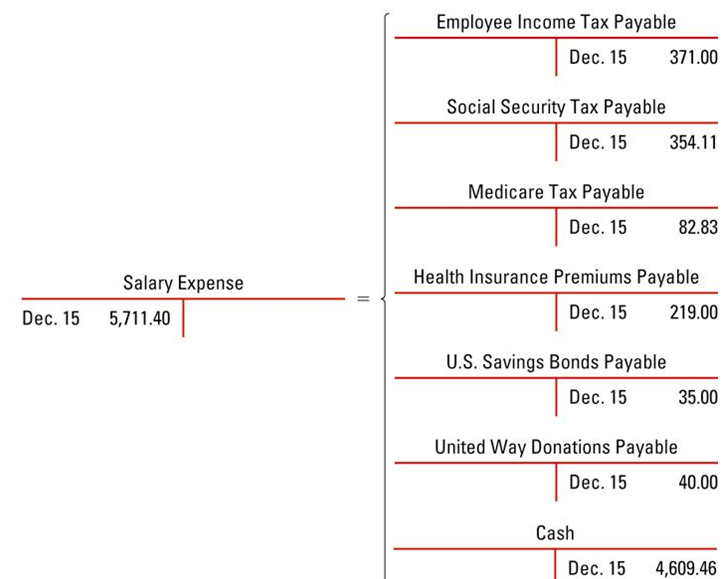 Employee Income Tax Payable
Dec. 15 371.00
Social Security Tax Payable
Dec. 15 354.11
Medicare Tax Payable
Dec. 15 82.83
Salary Expense
Dec. 15 5,711.40
=
Health Insurance Premiums Payable
Dec. 15 219.00
U.S. Savings Bonds Payable
Dec. 15 35.00
United Way Donations Payable
Dec. 15 40.00
Cash
Dec. 15 4,609.46